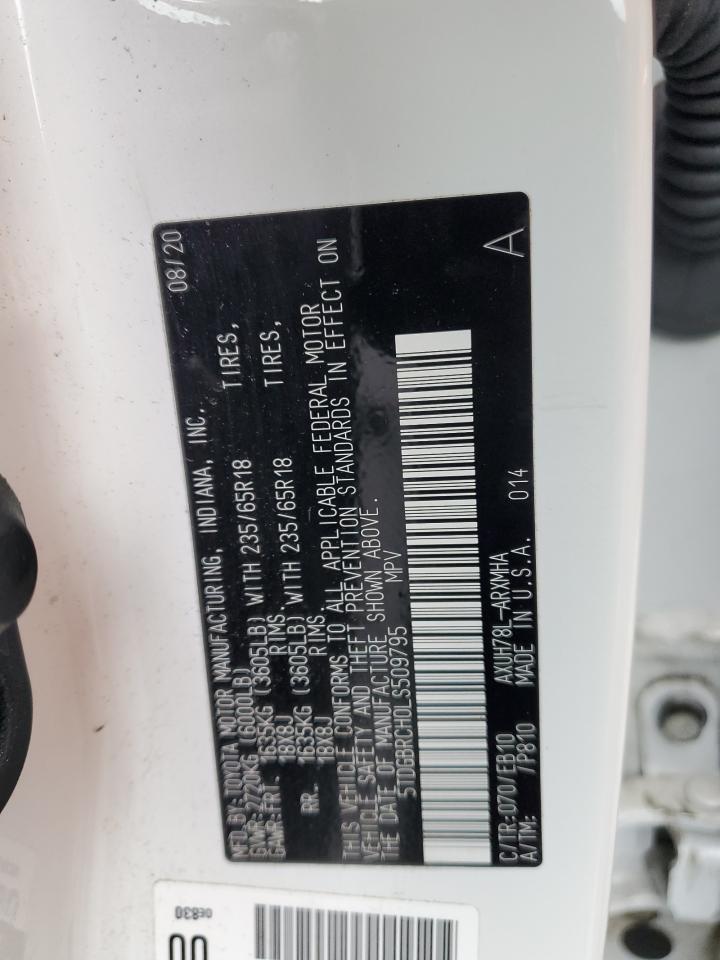 MFD.BY:TOYOTA MOTOR MANUFACTURING, INDIANA, INC. 08/20
GVWR:2720KG (6000LB)
GAWR:FRT. 1635KG (3605LB) WITH 235/65R18 TIRES,
18X8J RIMS.
RR. 1635KG (3605LB) WITH 235/65R18 TIRES,
18X8J RIMS.
THIS VEHICLE CONFORMS TO ALL APPLICABLE FEDERAL MOTOR
VEHICLE SAFETY AND THEFT PREVENTION STANDARDS IN EFFECT ON
THE DATE OF MANUFACTURE SHOWN ABOVE.
5TDGBRCH0LS509795 MPV
C/TR:070/EB10 AXUH78L-ARXMHA A
A/TM: /P810 MADE IN U.S.A. 014
0E830